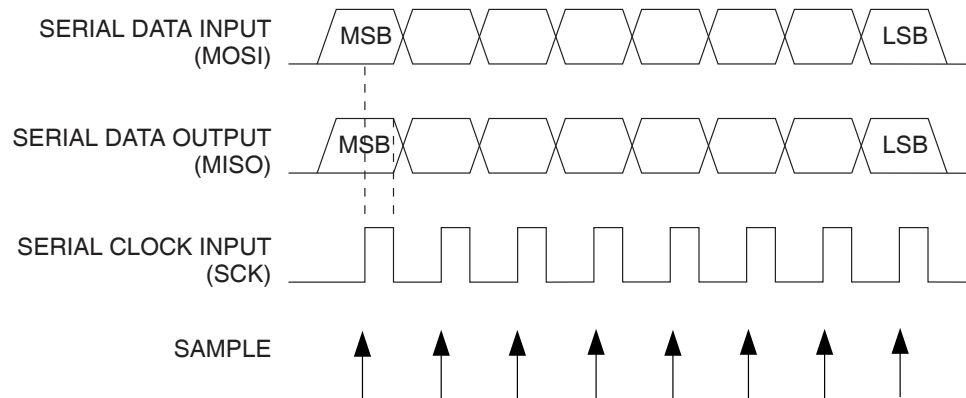 SERIAL DATA INPUT
(MOSI)
MSB
LSB
SERIAL DATA OUTPUT
(MISO)
MSB
LSB
SERIAL CLOCK INPUT
(SCK)
SAMPLE